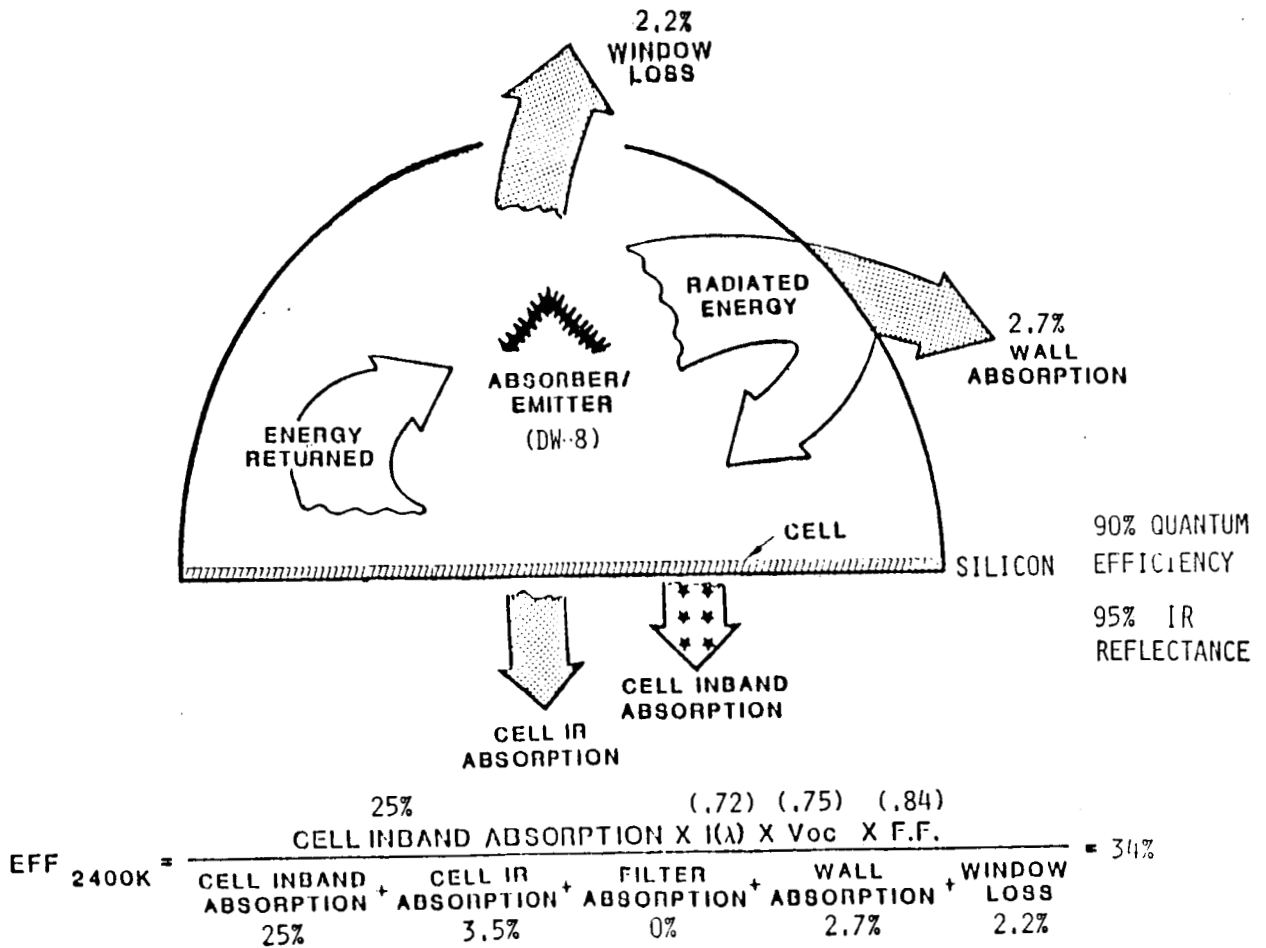 2.2%
WINDOW
LOSS
RADIATED
ENERGY
2.7%
WALL
ABSORPTION
ABSORBER/
EMITTER
(DW-8)
ENERGY
RETURNED
CELL
SILICON
90% QUANTUM
EFFICIENCY
95% IR
REFLECTANCE
CELL INBAND
ABSORPTION
CELL IR
ABSORPTION
25% (.72) (.75) (.84)
CELL INBAND ABSORPTION X I(λ) X Voc X F.F.
EFF 2400K = = 34%
CELL INBAND + CELL IR + FILTER + WALL + WINDOW
ABSORPTION ABSORPTION ABSORPTION ABSORPTION LOSS
25% 3.5% 0% 2.7% 2.2%